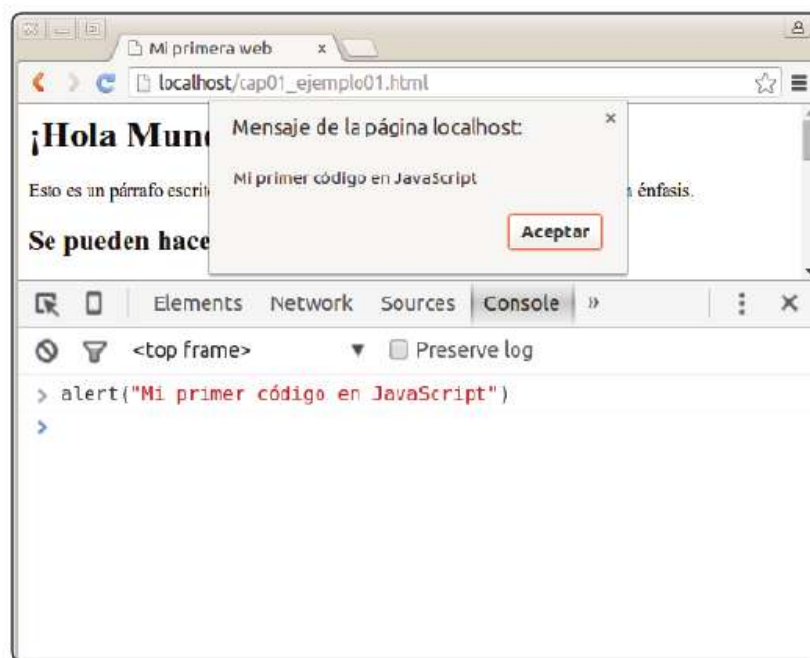 Mi primera web x
localhost/cap01_ejemplo01.html
¡Hola Mun
Mensaje de la página localhost: ×
Esto es un párrafo escrit
Mi primer código en JavaScript
énfasis.
Se pueden hace
Aceptar
Elements Network Sources Console »
<top frame> ▼ Preserve log
> alert("Mi primer código en JavaScript")
>